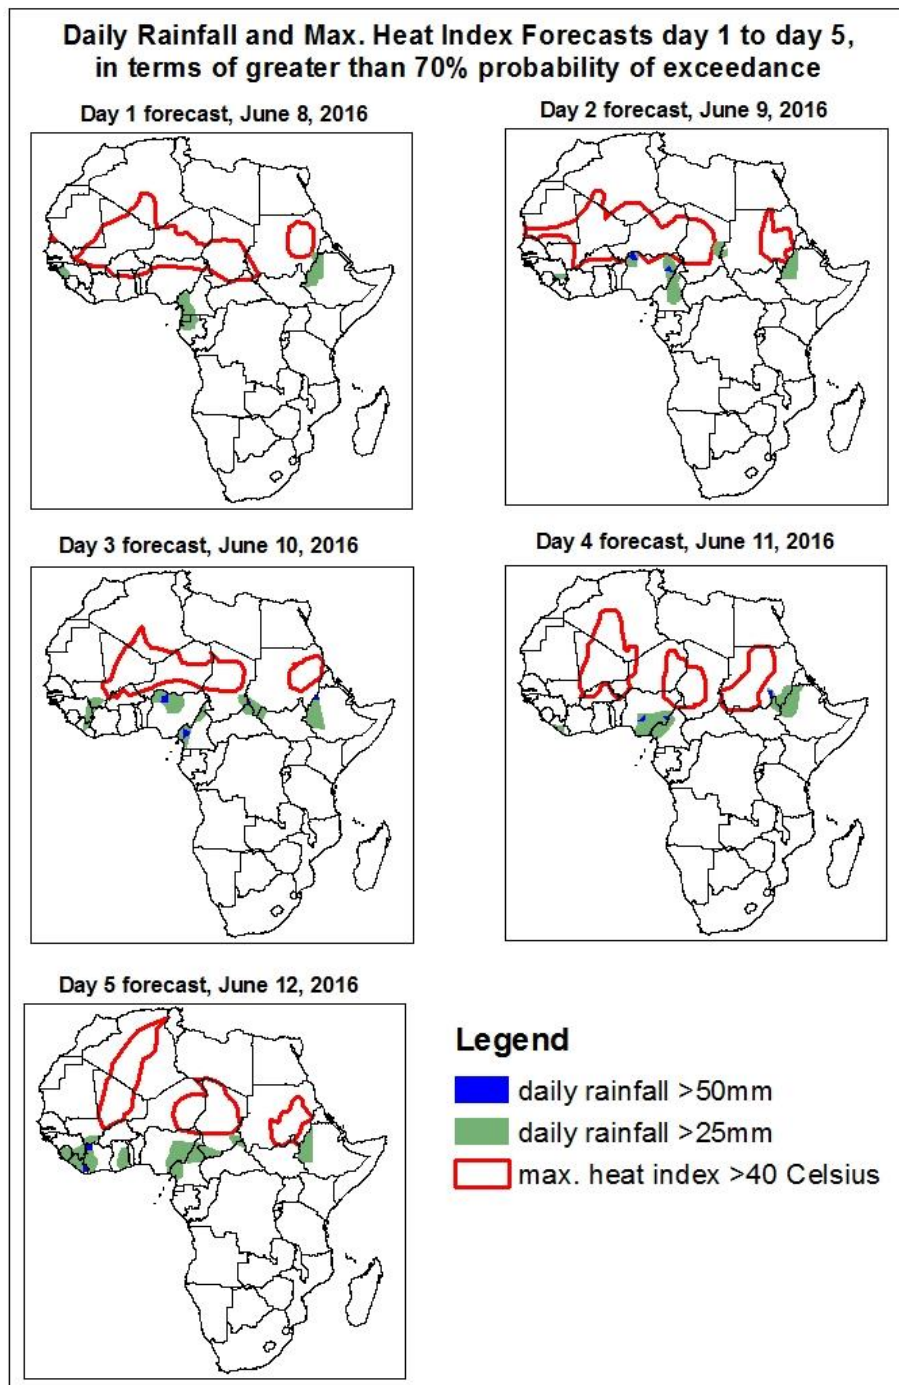 Daily Rainfall and Max. Heat Index Forecasts day 1 to day 5,
in terms of greater than 70% probability of exceedance
Day 1 forecast, June 8, 2016
Day 2 forecast, June 9, 2016
Day 3 forecast, June 10, 2016
Day 4 forecast, June 11, 2016
Day 5 forecast, June 12, 2016
Legend
daily rainfall >50mm
daily rainfall >25mm
max. heat index >40 Celsius